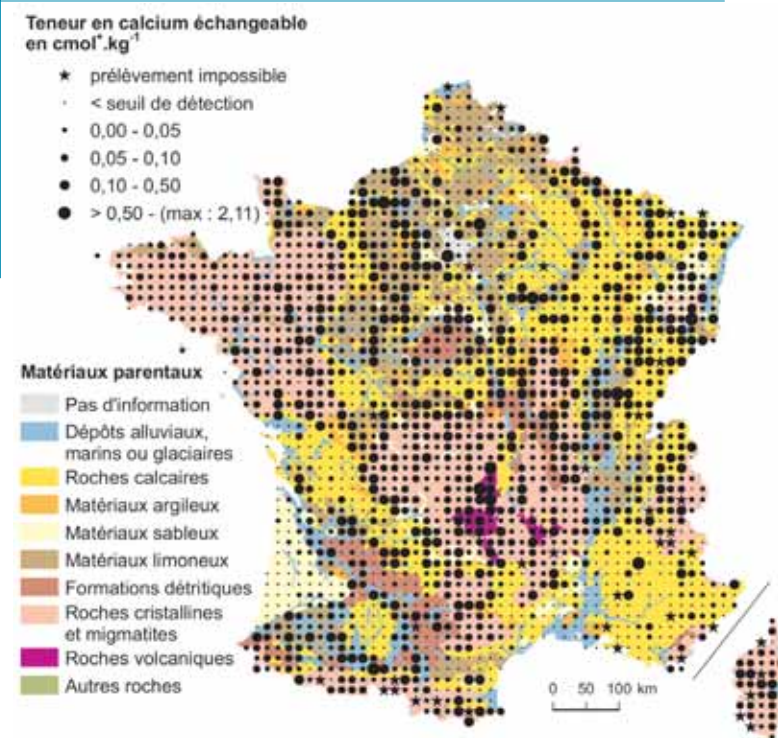 Teneur en calcium échangeable
en cmol⁺.kg⁻¹
prélèvement impossible
< seuil de détection
0,00 - 0,05
0,05 - 0,10
0,10 - 0,50
> 0,50 - (max : 2,11)
Matériaux parentaux
Pas d'information
Dépôts alluviaux,
marins ou glaciaires
Roches calcaires
Matériaux argileux
Matériaux sableux
Matériaux limoneux
Formations détritiques
Roches cristallines
et migmatites
Roches volcaniques
Autres roches
0 50 100 km